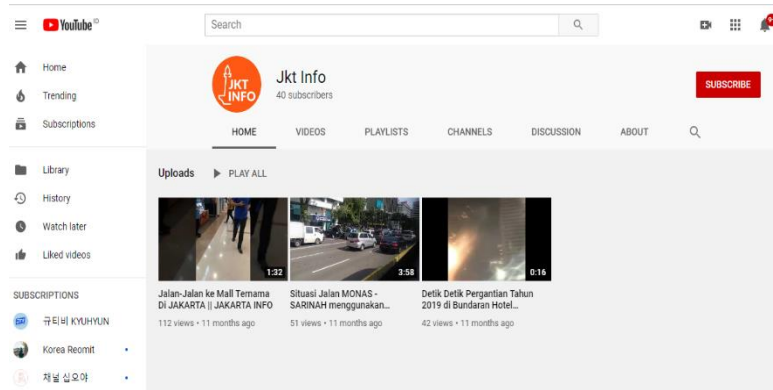 YouTube ID
Search
9+
Home
Trending
Subscriptions
Library
History
Watch later
Liked videos
SUBSCRIPTIONS
규티비 KYUHYUN
Korea Reomit
채널 십오야
JKT
INFO
Jkt Info
40 subscribers
SUBSCRIBE
HOME VIDEOS PLAYLISTS CHANNELS DISCUSSION ABOUT
Uploads PLAY ALL
1:32
Jalan-Jalan ke Mall Ternama
Di JAKARTA || JAKARTA INFO
112 views • 11 months ago
3:58
Situasi Jalan MONAS -
SARINAH menggunakan...
51 views • 11 months ago
0:16
Detik Detik Pergantian Tahun
2019 di Bundaran Hotel...
42 views • 11 months ago